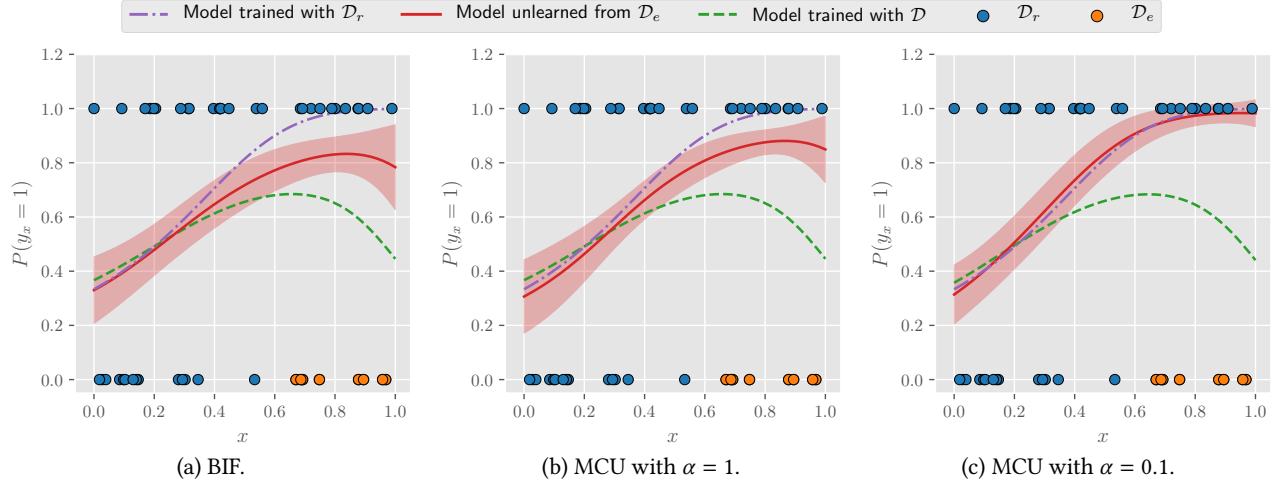 Model trained with 𝒟ᵣ Model unlearned from 𝒟ₑ Model trained with 𝒟 𝒟ᵣ 𝒟ₑ
1.2
1.0
0.8
0.6
0.4
0.2
0.0
P(yₓ = 1)
0.0 0.2 0.4 0.6 0.8 1.0
x
(a) BIF.
1.2
1.0
0.8
0.6
0.4
0.2
0.0
P(yₓ = 1)
0.0 0.2 0.4 0.6 0.8 1.0
x
(b) MCU with α = 1.
1.2
1.0
0.8
0.6
0.4
0.2
0.0
P(yₓ = 1)
0.0 0.2 0.4 0.6 0.8 1.0
x
(c) MCU with α = 0.1.